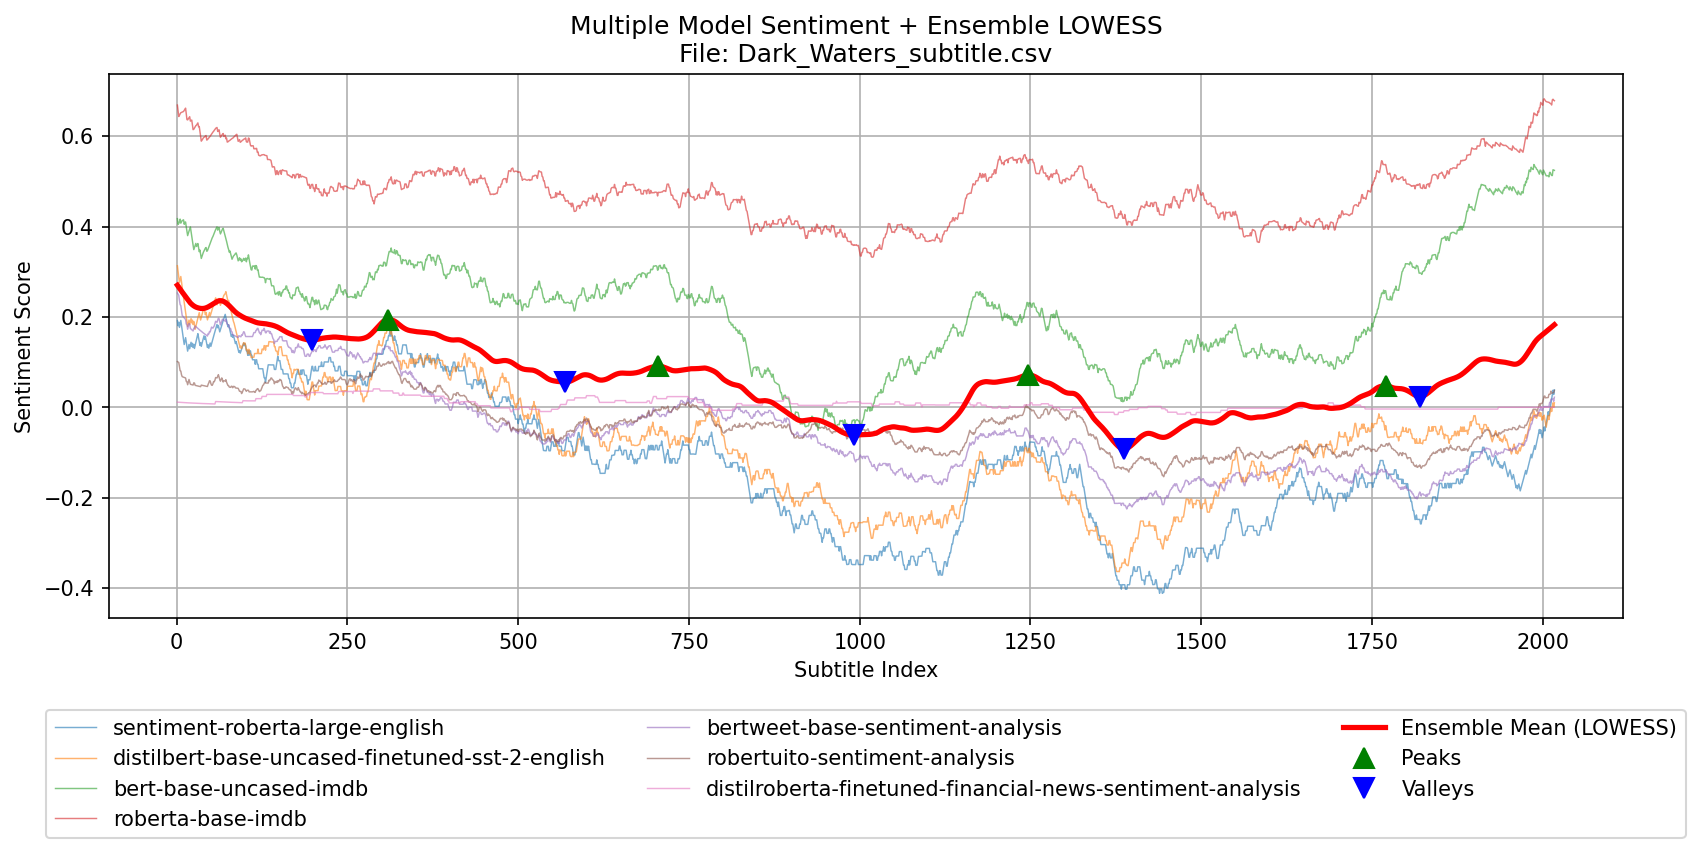 Multiple Model Sentiment + Ensemble LOWESS
File: Dark_Waters_subtitle.csv
Sentiment Score
0.6
0.4
0.2
0.0
−0.2
−0.4
0 250 500 750 1000 1250 1500 1750 2000
Subtitle Index
sentiment-roberta-large-english
distilbert-base-uncased-finetuned-sst-2-english
bert-base-uncased-imdb
roberta-base-imdb
bertweet-base-sentiment-analysis
robertuito-sentiment-analysis
distilroberta-finetuned-financial-news-sentiment-analysis
Ensemble Mean (LOWESS)
Peaks
Valleys